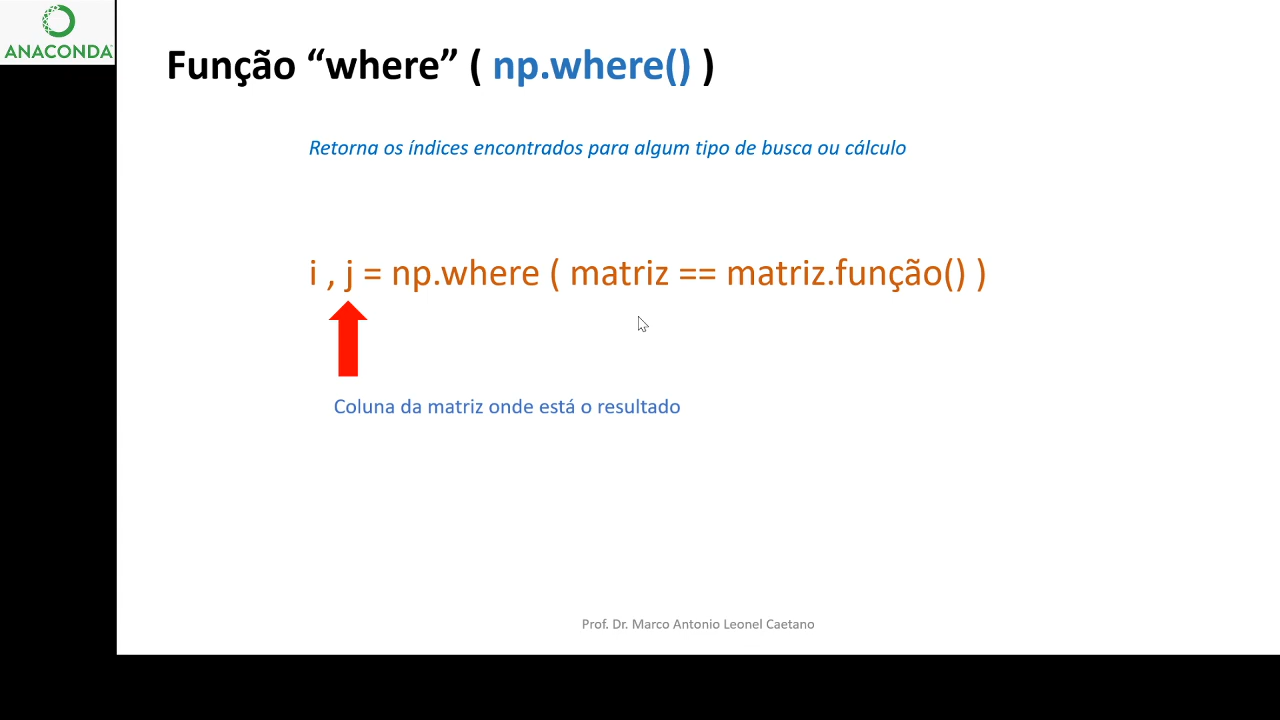 ANACONDA
Função “where” ( np.where() )
Retorna os índices encontrados para algum tipo de busca ou cálculo
i , j = np.where ( matriz == matriz.função() )
Coluna da matriz onde está o resultado
Prof. Dr. Marco Antonio Leonel Caetano